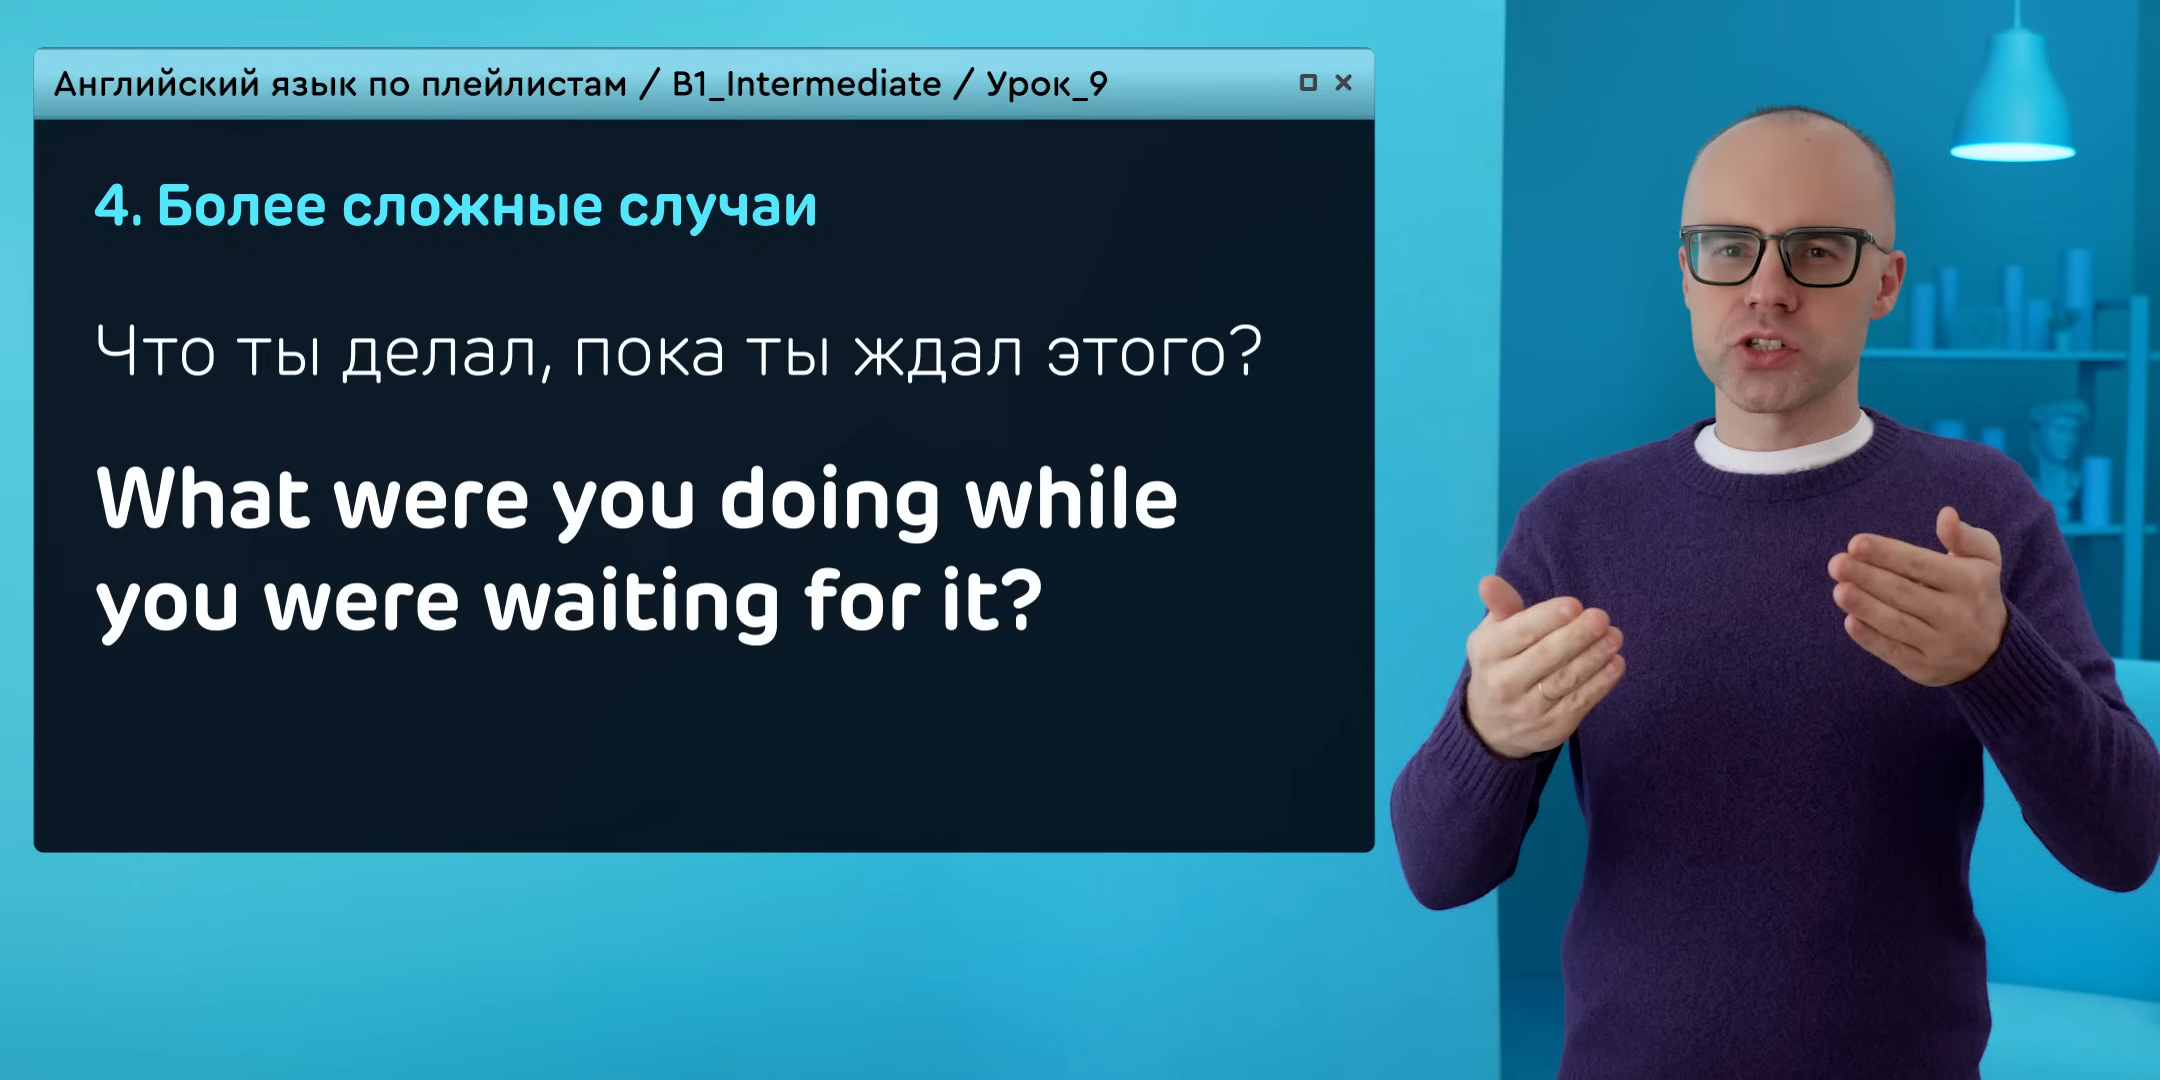 Английский язык по плейлистам / B1_Intermediate / Урок_9
4. Более сложные случаи
Что ты делал, пока ты ждал этого?
What were you doing while
you were waiting for it?